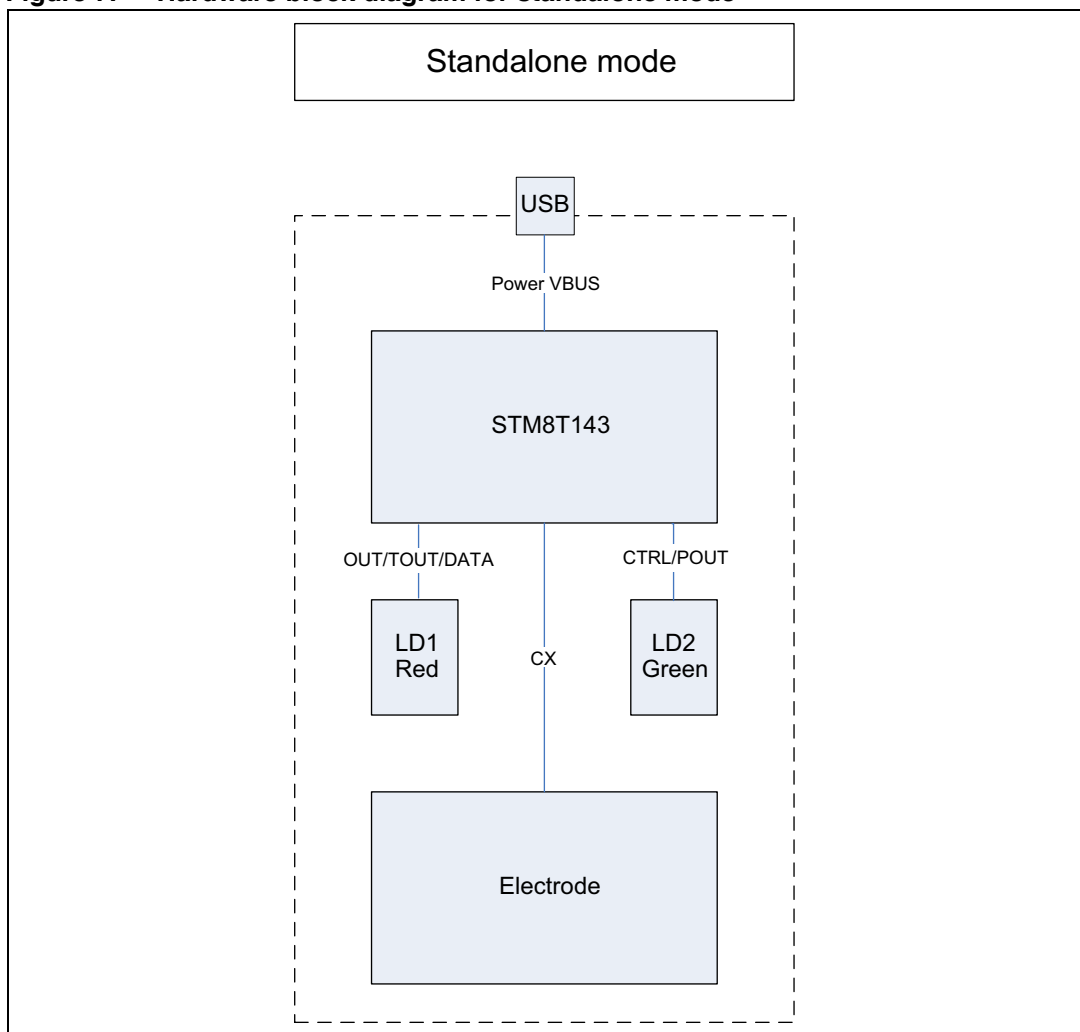 Standalone mode
USB
Power VBUS
STM8T143
OUT/TOUT/DATA
CTRL/POUT
LD1
Red
CX
LD2
Green
Electrode